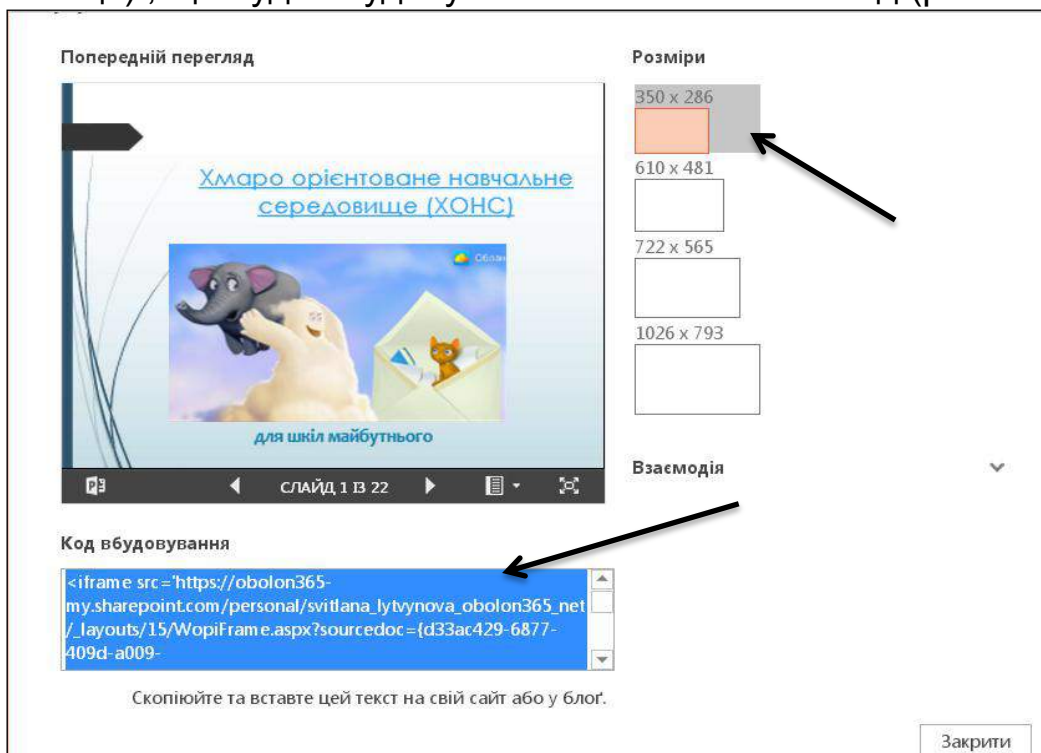 Попередній перегляд
Хмаро орієнтоване навчальне
середовище (ХОНС)
для шкіл майбутнього
СЛАЙД 1 ІЗ 22
Код вбудовування
<iframe src='https://obolon365-
my.sharepoint.com/personal/svitlana_lytvynova_obolon365_net
/_layouts/15/WopiFrame.aspx?sourcedoc={d33ac429-6877-
409d-a009-
Скопіюйте та вставте цей текст на свій сайт або у блоґ.
Розміри
350 x 286
610 x 481
722 x 565
1026 x 793
Взаємодія
Закрити